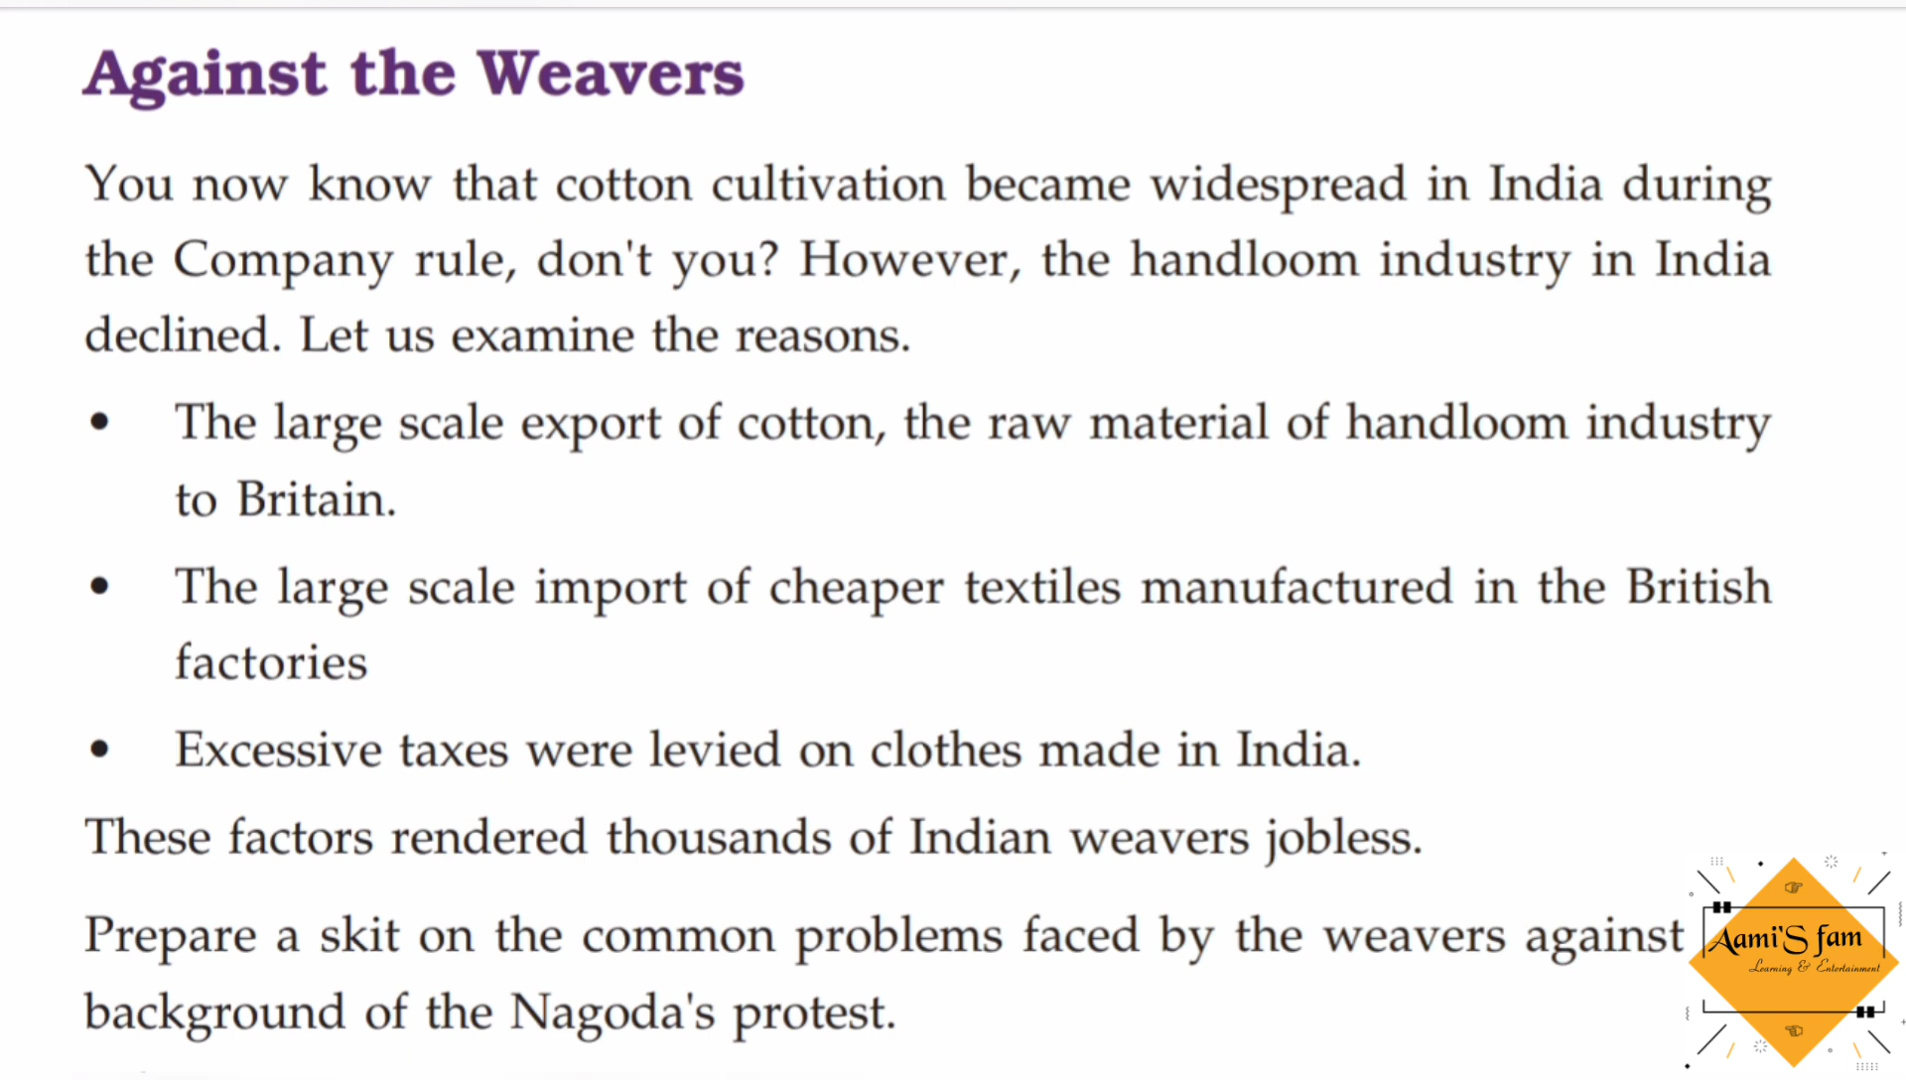 Against the Weavers
You now know that cotton cultivation became widespread in India during
the Company rule, don't you? However, the handloom industry in India
declined. Let us examine the reasons.
• The large scale export of cotton, the raw material of handloom industry
to Britain.
• The large scale import of cheaper textiles manufactured in the British
factories
• Excessive taxes were levied on clothes made in India.
These factors rendered thousands of Indian weavers jobless.
Prepare a skit on the common problems faced by the weavers against
background of the Nagoda's protest.
Aami'S fam
Learning & Entertainment